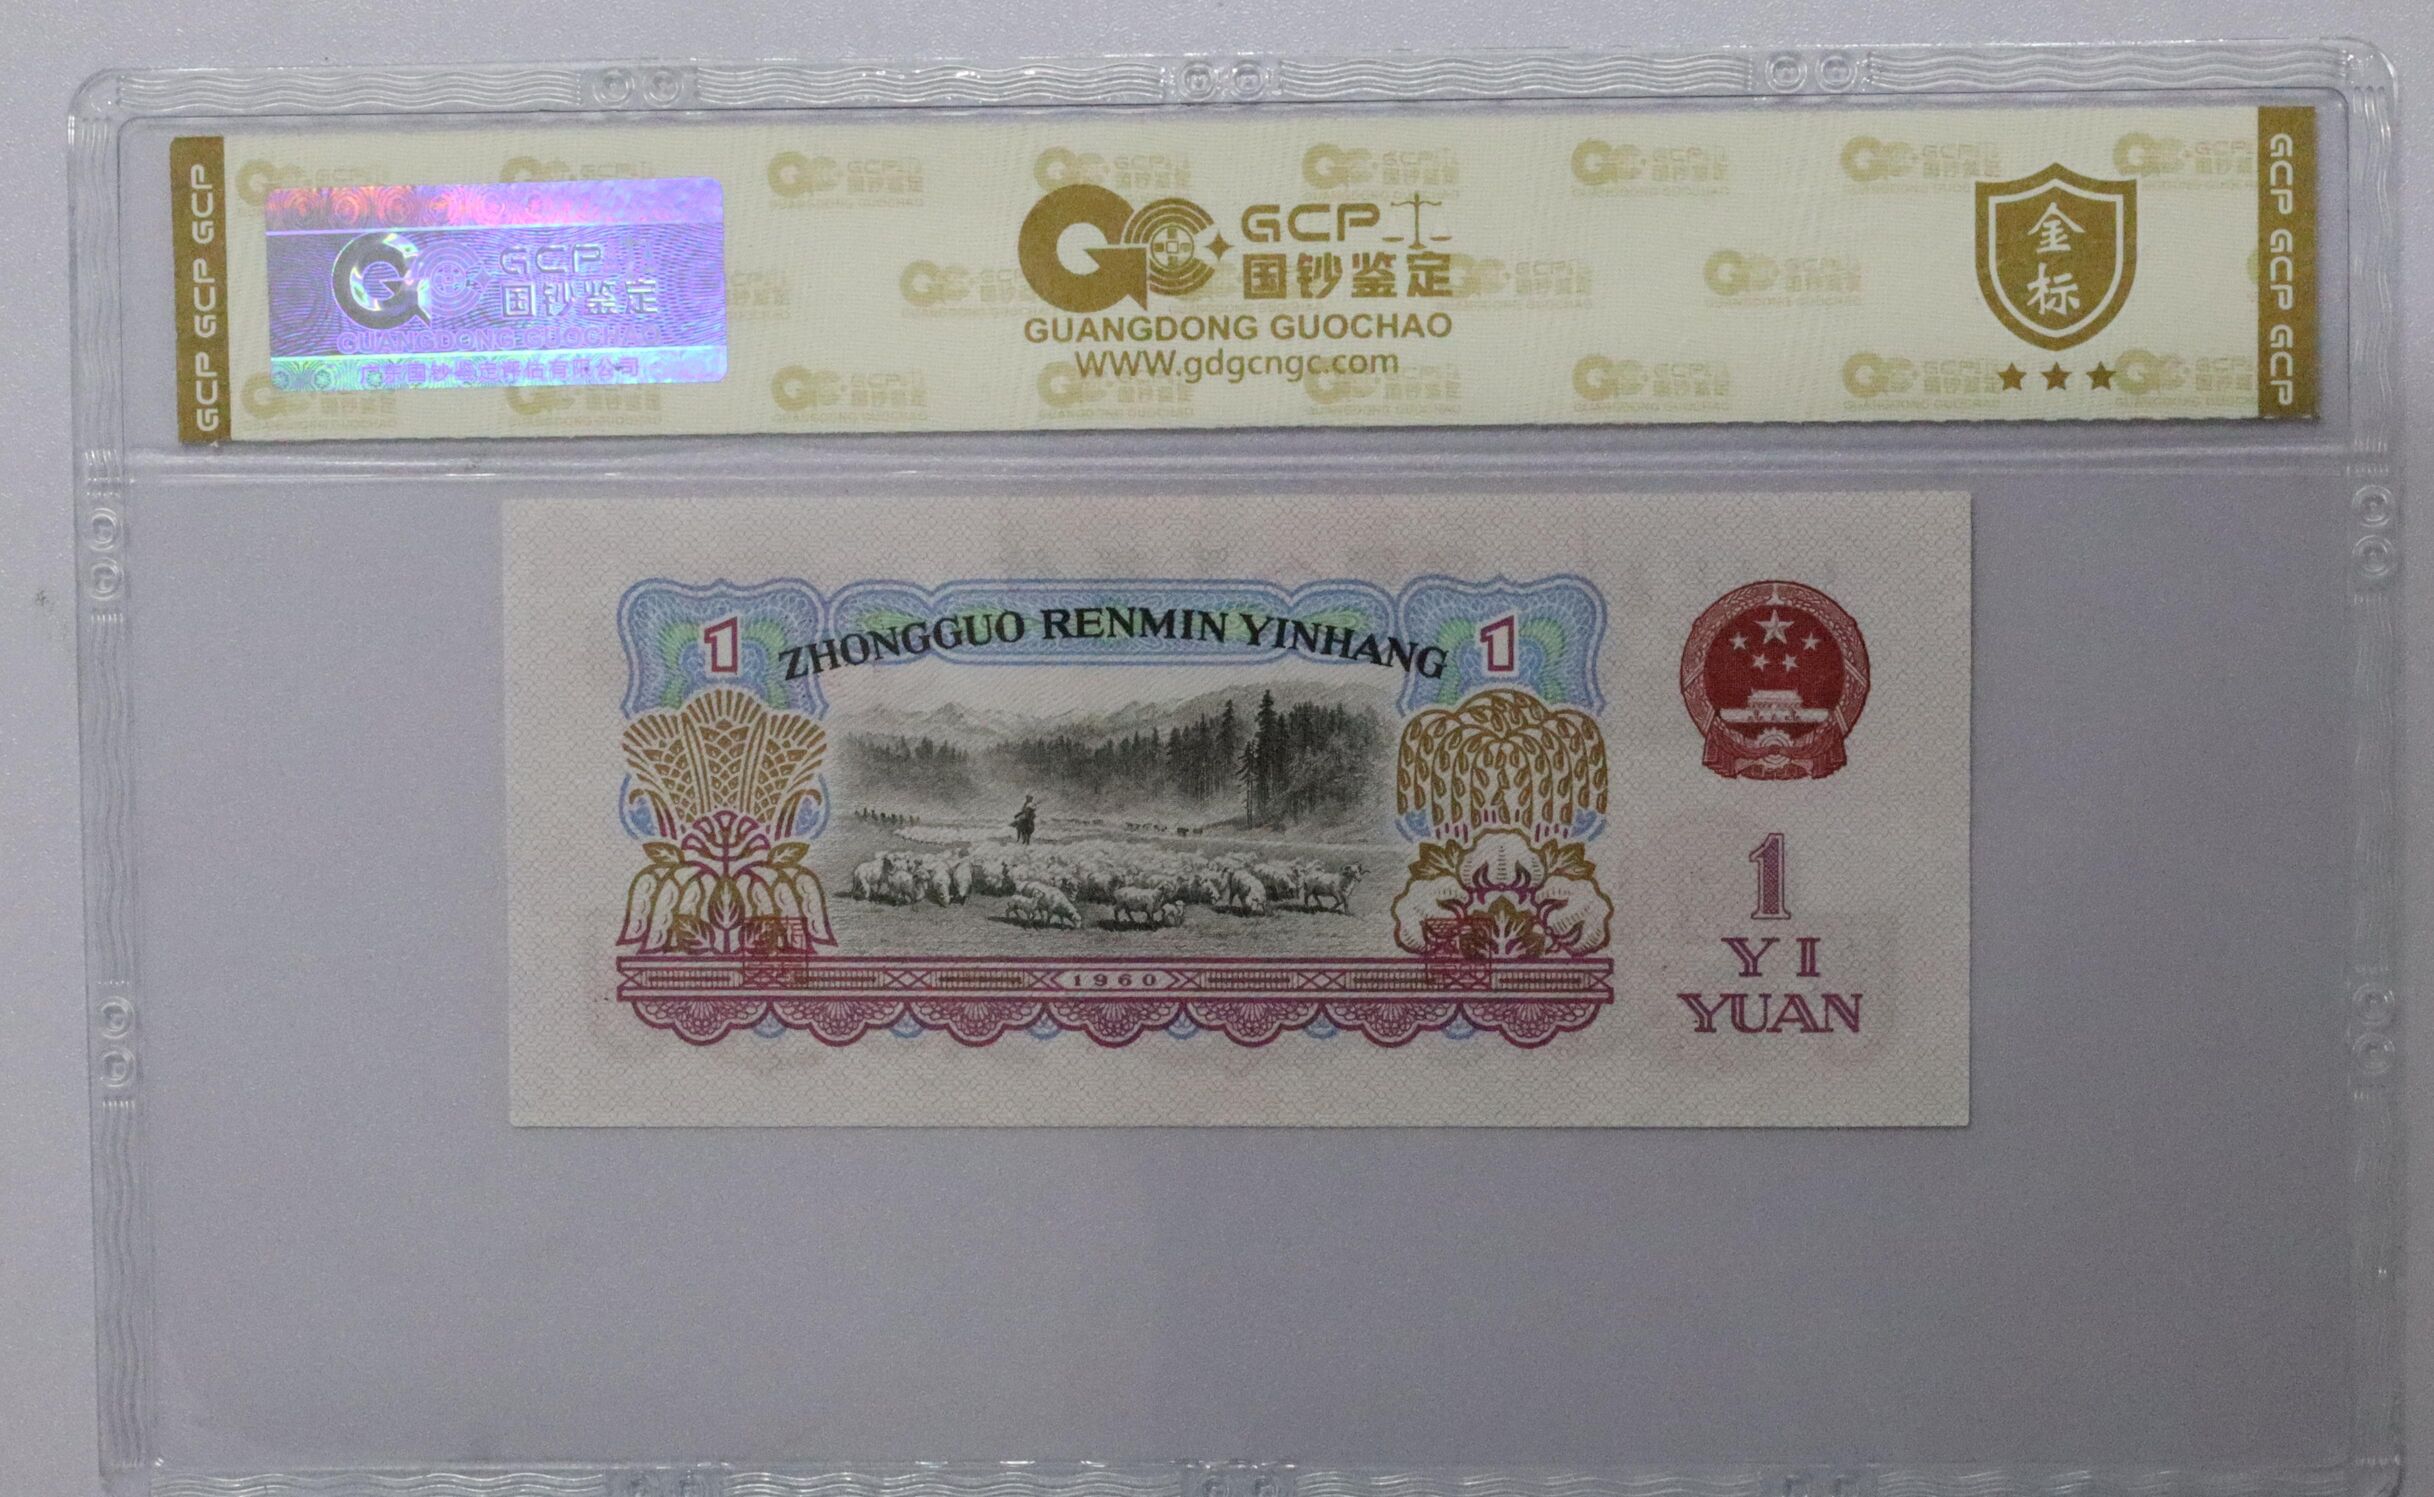 GCP GCP GCP
GCP 国钞鉴定
GUANGDONG GUOCHAO
广东国钞鉴定评估有限公司
GCP
国钞鉴定
GUANGDONG GUOCHAO
WWW.gdgcngc.com
金标
GCP GCP GCP
1
ZHONGGUO RENMIN YINHANG
1
1960
1
YI
YUAN